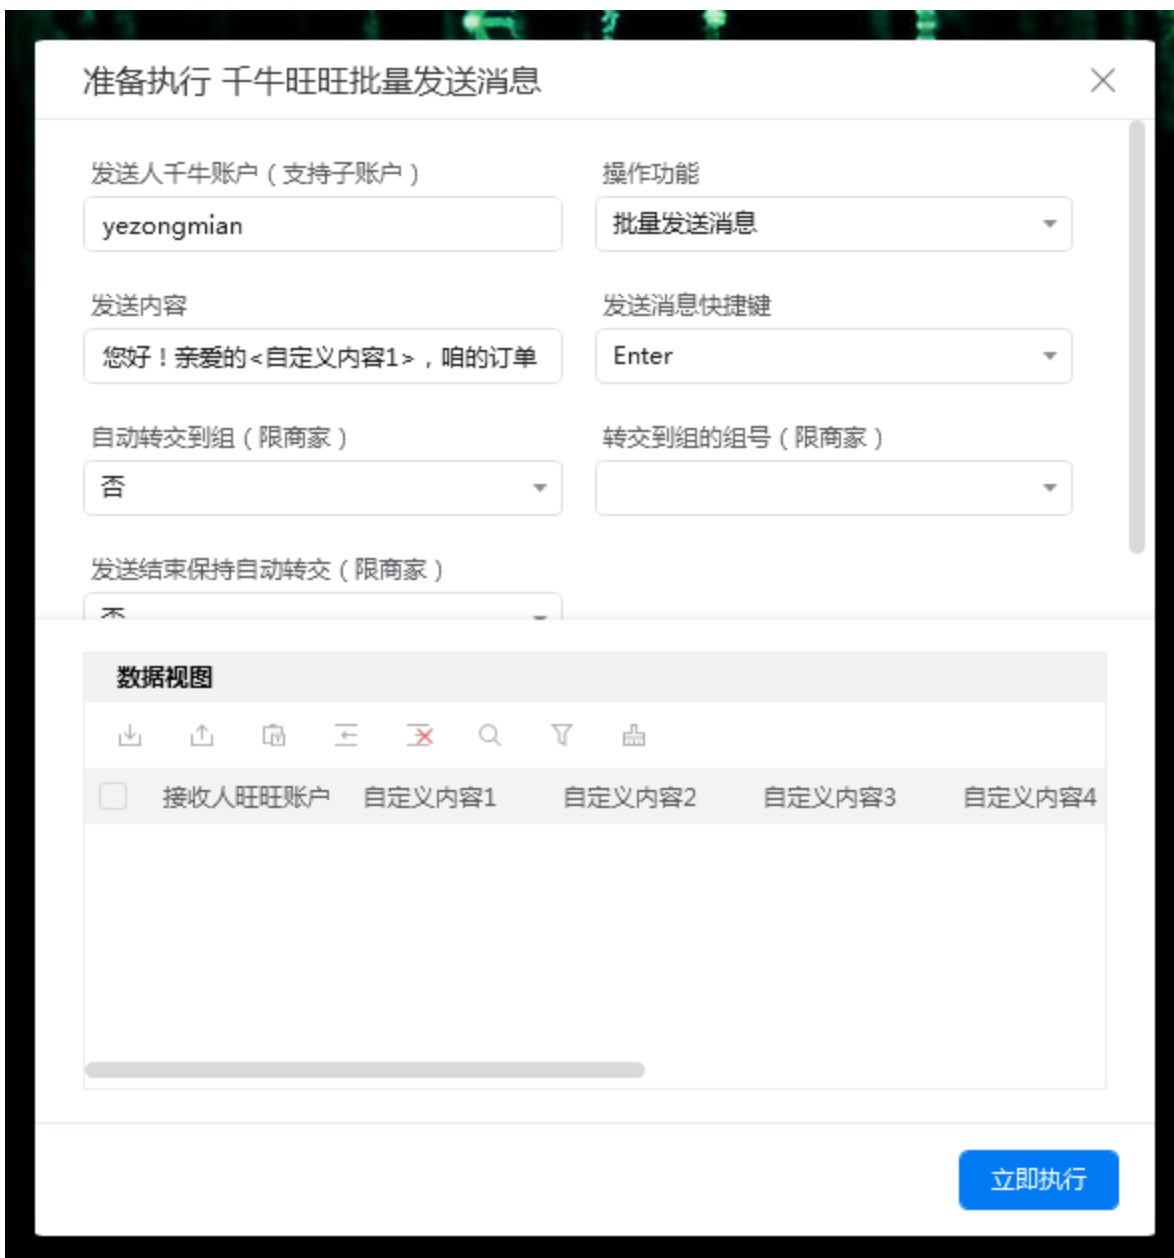 准备执行 千牛旺旺批量发送消息
发送人千牛账户（支持子账户）
操作功能
yezongmian
批量发送消息
发送内容
发送消息快捷键
您好！亲爱的<自定义内容1>，咱的订单
Enter
自动转交到组（限商家）
转交到组的组号（限商家）
否
发送结束保持自动转交（限商家）
否
数据视图
接收人旺旺账户 自定义内容1 自定义内容2 自定义内容3 自定义内容4
立即执行